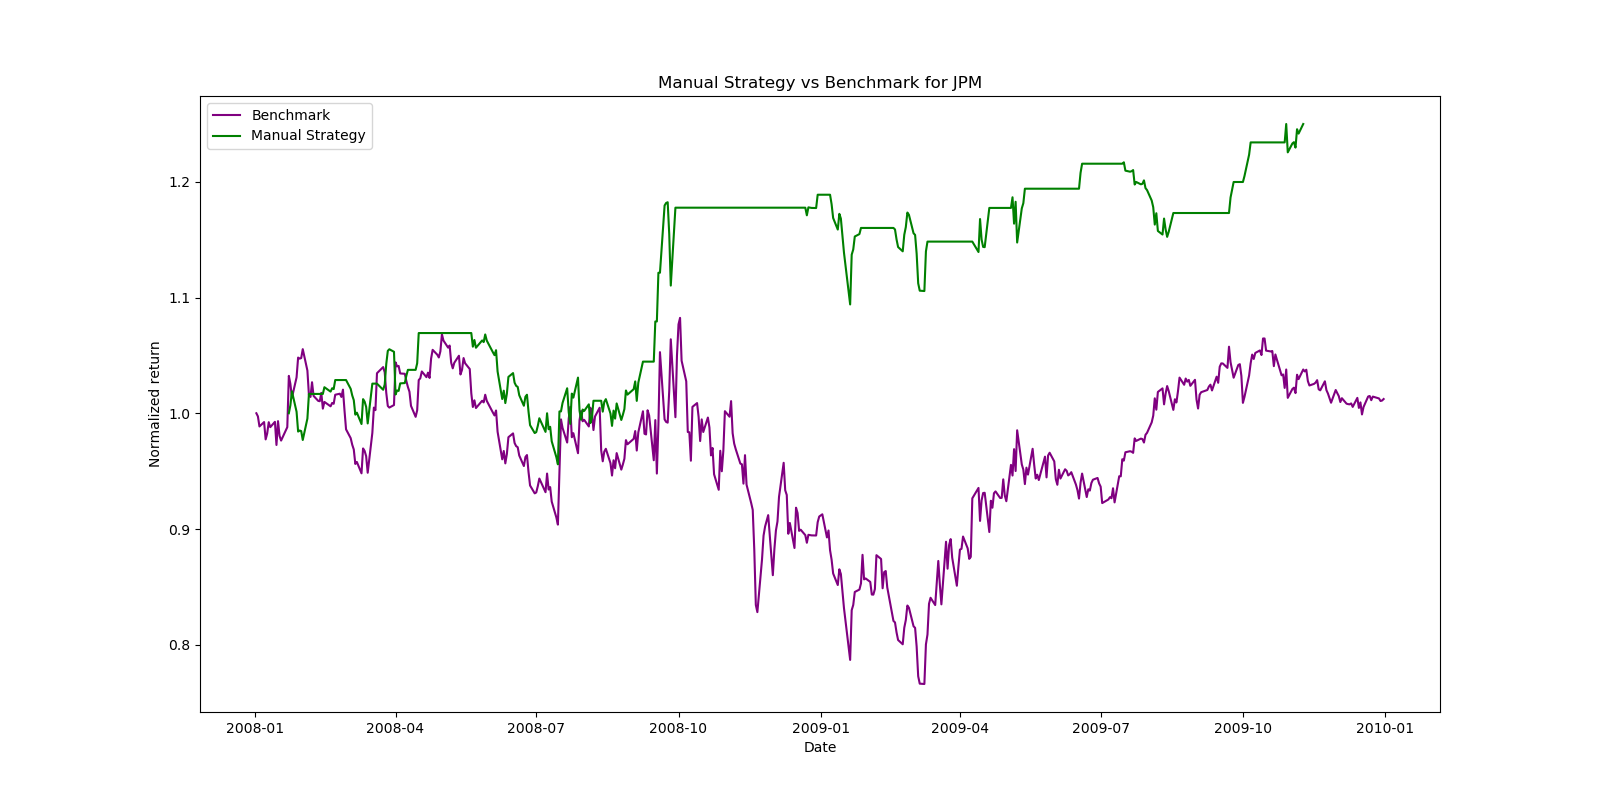 Manual Strategy vs Benchmark for JPM
Benchmark
Manual Strategy
Normalized return
1.2
1.1
1.0
0.9
0.8
2008-01 2008-04 2008-07 2008-10 2009-01 2009-04 2009-07 2009-10 2010-01
Date